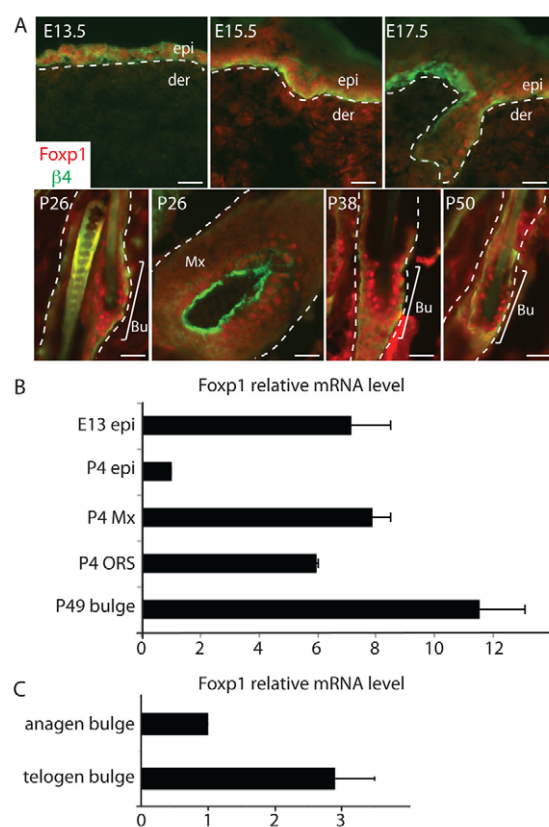 A
E13.5
epi
der
E15.5
epi
der
E17.5
epi
der
Foxp1
β4
P26
Bu
P26
Mx
P38
Bu
P50
Bu
B
Foxp1 relative mRNA level
E13 epi
P4 epi
P4 Mx
P4 ORS
P49 bulge
0 2 4 6 8 10 12
C
Foxp1 relative mRNA level
anagen bulge
telogen bulge
0 1 2 3